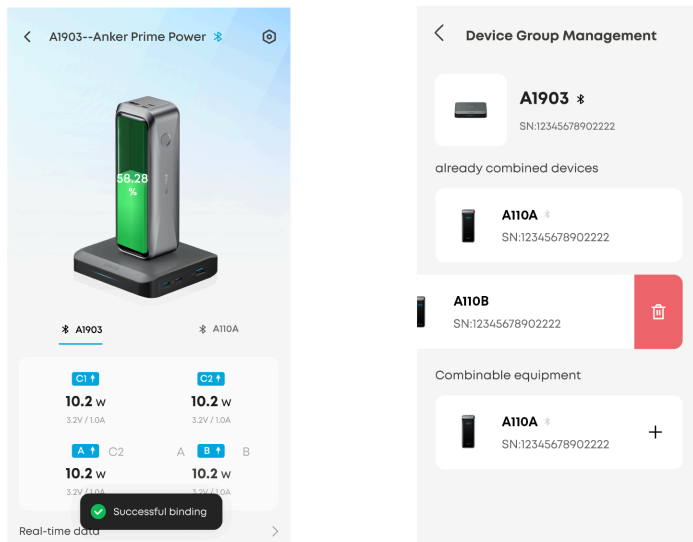 A1903--Anker Prime Power
58.28
%
A1903
A110A
C1
C2
10.2 W
10.2 W
3.2V / 1.0A
3.2V / 1.0A
A C2
A B B
10.2 W
10.2 W
3.2V / 1.0A
3.2V / 1.0A
Successful binding
Real-time data
Device Group Management
A1903
SN:12345678902222
already combined devices
A110A
SN:12345678902222
A110B
SN:12345678902222
Combinable equipment
A110A
SN:12345678902222